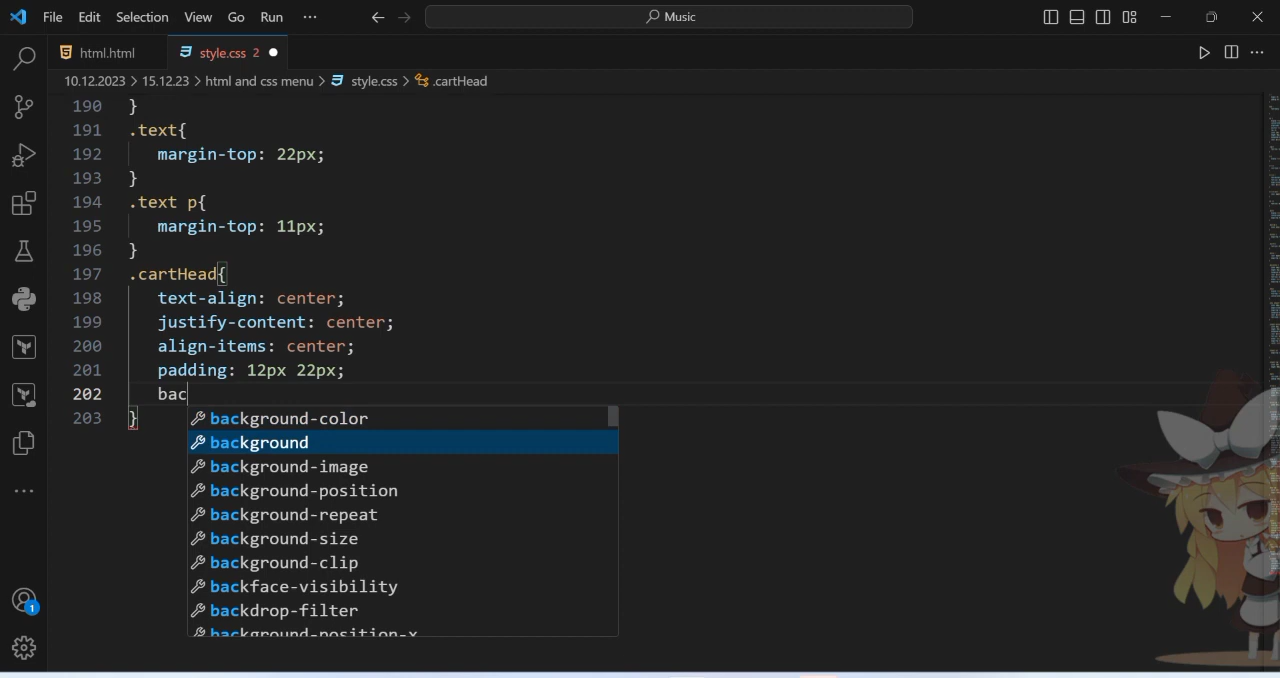 File Edit Selection View Go Run ··· Music
html.html style.css 2
10.12.2023 > 15.12.23 > html and css menu > style.css > .cartHead
190 }
191 .text{
192 margin-top: 22px;
193 }
194 .text p{
195 margin-top: 11px;
196 }
197 .cartHead{
198 text-align: center;
199 justify-content: center;
200 align-items: center;
201 padding: 12px 22px;
202 bac
203 }
background-color
background
background-image
background-position
background-repeat
background-size
background-clip
backface-visibility
backdrop-filter
background-position-x
1